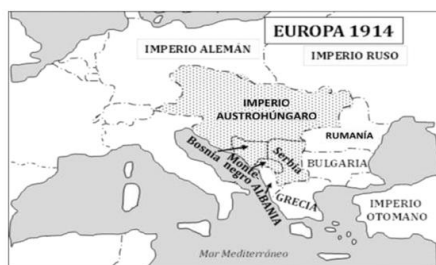 EUROPA 1914
IMPERIO ALEMÁN
IMPERIO RUSO
IMPERIO
AUSTROHÚNGARO
RUMANÍA
Bosnia
Serbia
Monte-
negro
BULGARIA
ALBANIA
GRECIA
IMPERIO
OTOMANO
Mar Mediterráneo